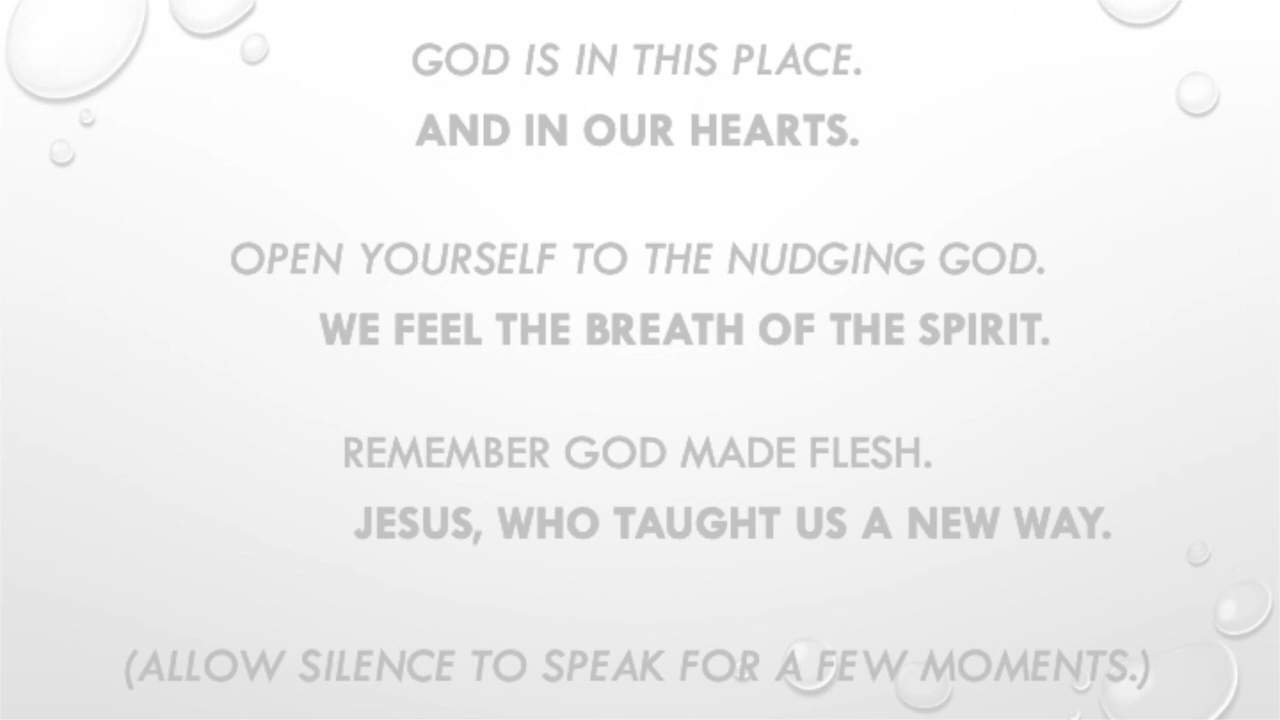 GOD IS IN THIS PLACE.
AND IN OUR HEARTS.
OPEN YOURSELF TO THE NUDGING GOD.
WE FEEL THE BREATH OF THE SPIRIT.
REMEMBER GOD MADE FLESH.
JESUS, WHO TAUGHT US A NEW WAY.
(ALLOW SILENCE TO SPEAK FOR A FEW MOMENTS.)